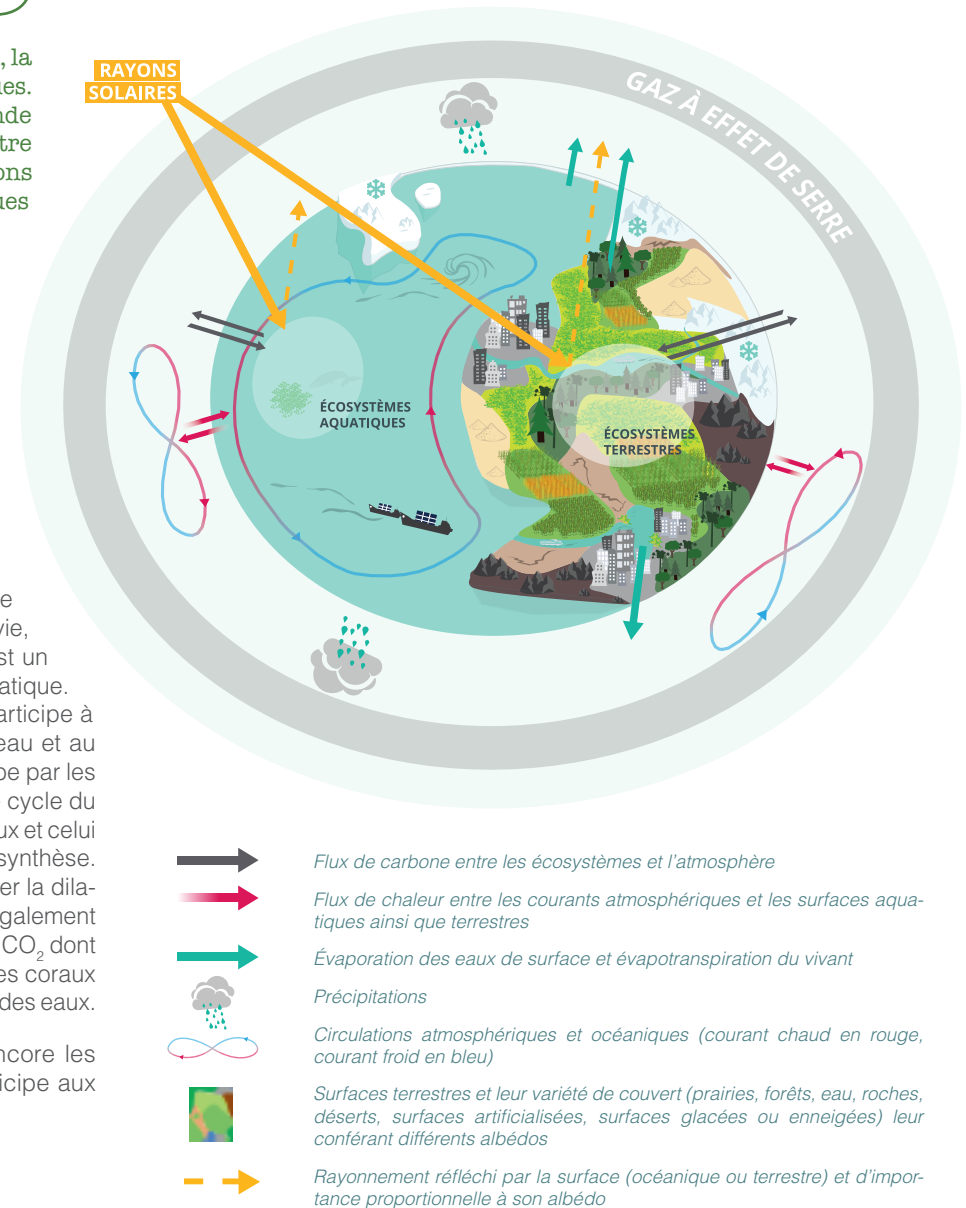 , la
ues.
nde
tre
ons
ues
RAYONS
SOLAIRES
GAZ À EFFET DE SERRE
ÉCOSYSTÈMES
AQUATIQUES
ÉCOSYSTÈMES
TERRESTRES
e
vie,
st un
atique.
articipe à
eau et au
pe par les
cycle du
ux et celui
synthèse.
er la dila-
également
CO2 dont
es coraux
des eaux.
ncore les
icipe aux
Flux de carbone entre les écosystèmes et l'atmosphère
Flux de chaleur entre les courants atmosphériques et les surfaces aqua-
tiques ainsi que terrestres
Évaporation des eaux de surface et évapotranspiration du vivant
Précipitations
Circulations atmosphériques et océaniques (courant chaud en rouge,
courant froid en bleu)
Surfaces terrestres et leur variété de couvert (prairies, forêts, eau, roches,
déserts, surfaces artificialisées, surfaces glacées ou enneigées) leur
conférant différents albédos
Rayonnement réfléchi par la surface (océanique ou terrestre) et d'impor-
tance proportionnelle à son albédo